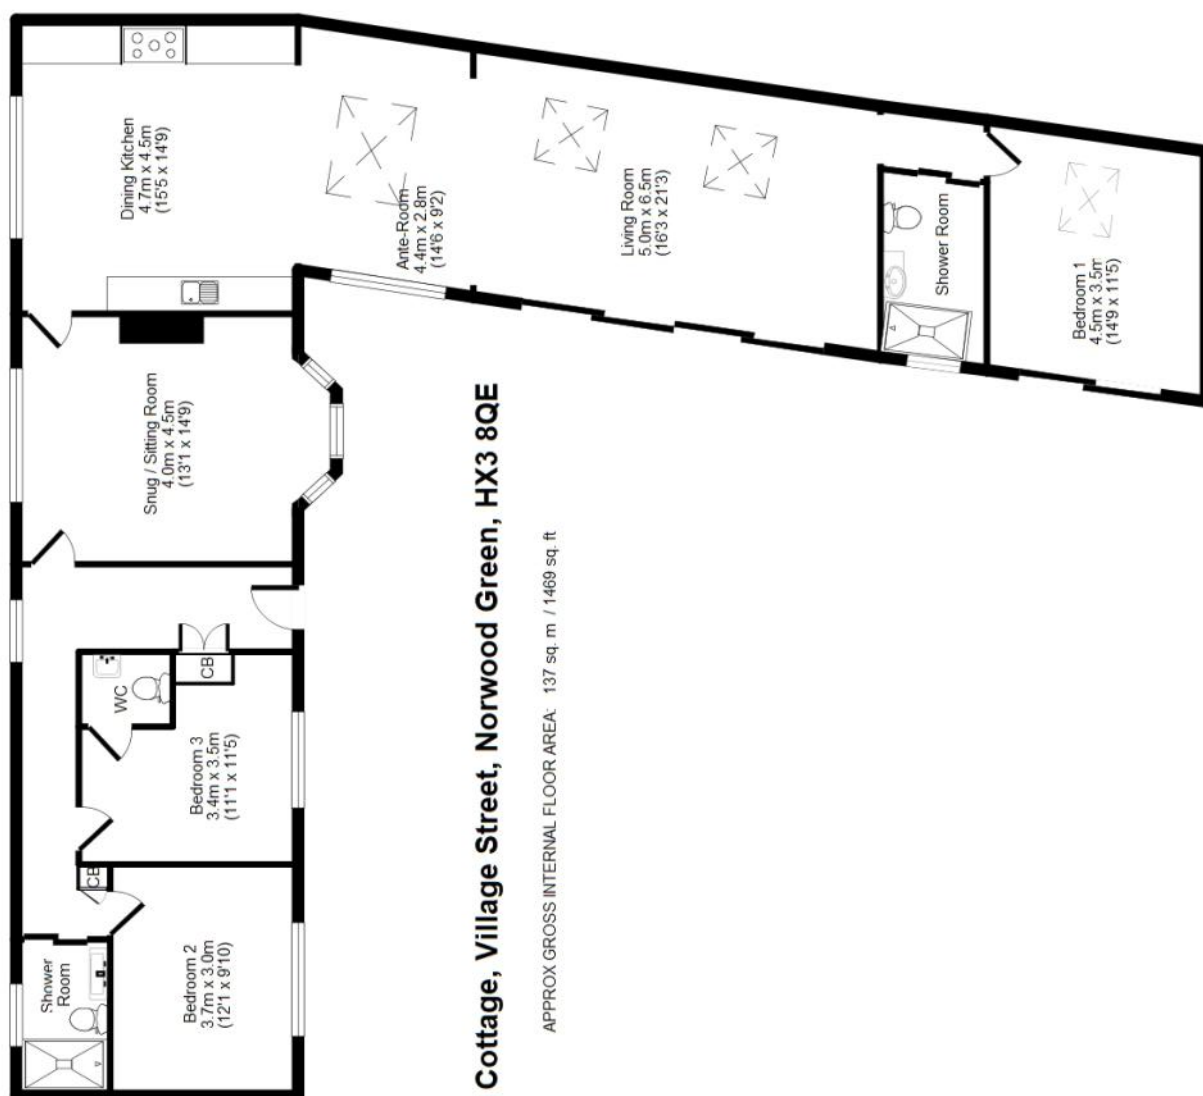 Dining Kitchen
4.7m x 4.5m
(15'5 x 14'9)
Ante-Room
4.4m x 2.8m
(14'6 x 9'2)
Living Room
5.0m x 6.5m
(16'3 x 21'3)
Shower Room
Bedroom 1
4.5m x 3.5m
(14'9 x 11'5)
Snug / Sitting Room
4.0m x 4.5m
(13'1 x 14'9)
CB
WC
Bedroom 3
3.4m x 3.5m
(11'1 x 11'5)
CB
Shower
Room
Bedroom 2
3.7m x 3.0m
(12'1 x 9'10)
Cottage, Village Street, Norwood Green, HX3 8QE
APPROX GROSS INTERNAL FLOOR AREA: 137 sq. m / 1469 sq. ft